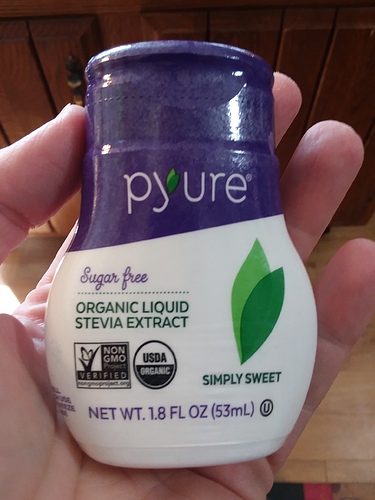 pyure®
Sugar free
ORGANIC LIQUID
STEVIA EXTRACT
NON
GMO
Project
VERIFIED
nongmoproject.org
USDA
ORGANIC
SIMPLY SWEET
NET WT. 1.8 FL OZ (53mL) U